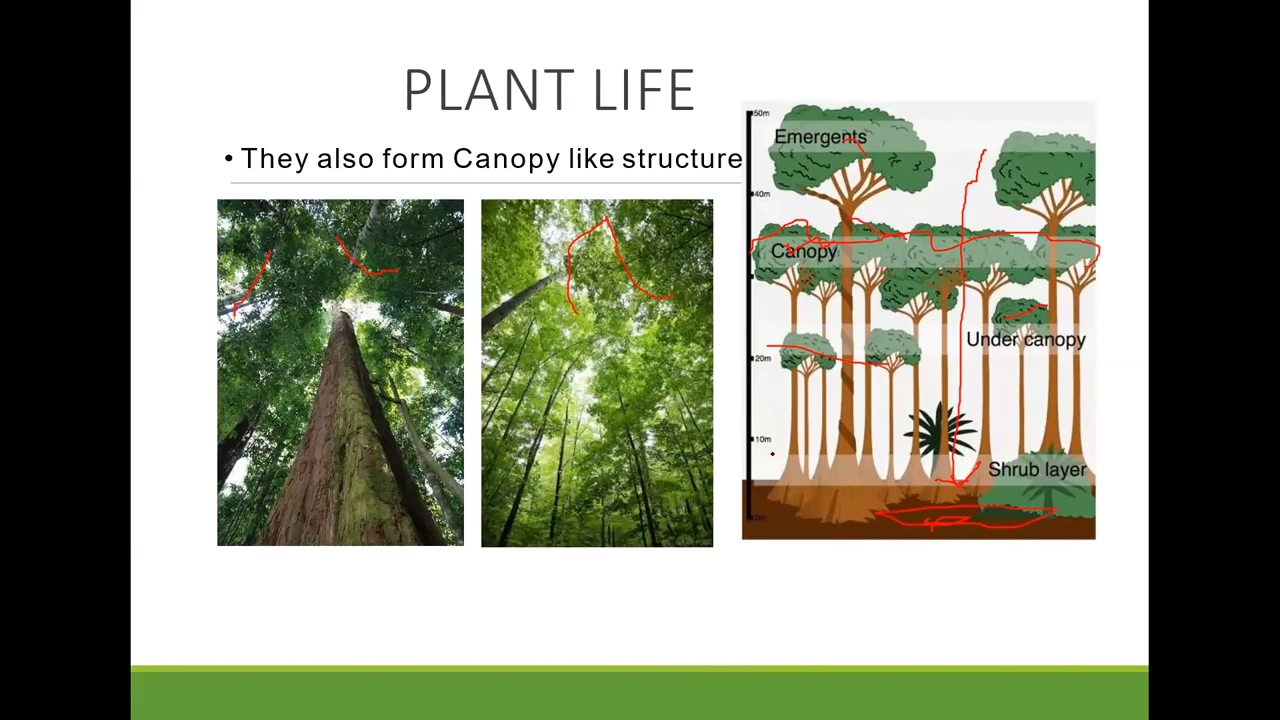 PLANT LIFE
• They also form Canopy like structure
50m
Emergents
40m
Canopy
Under canopy
20m
10m
Shrub layer
0m